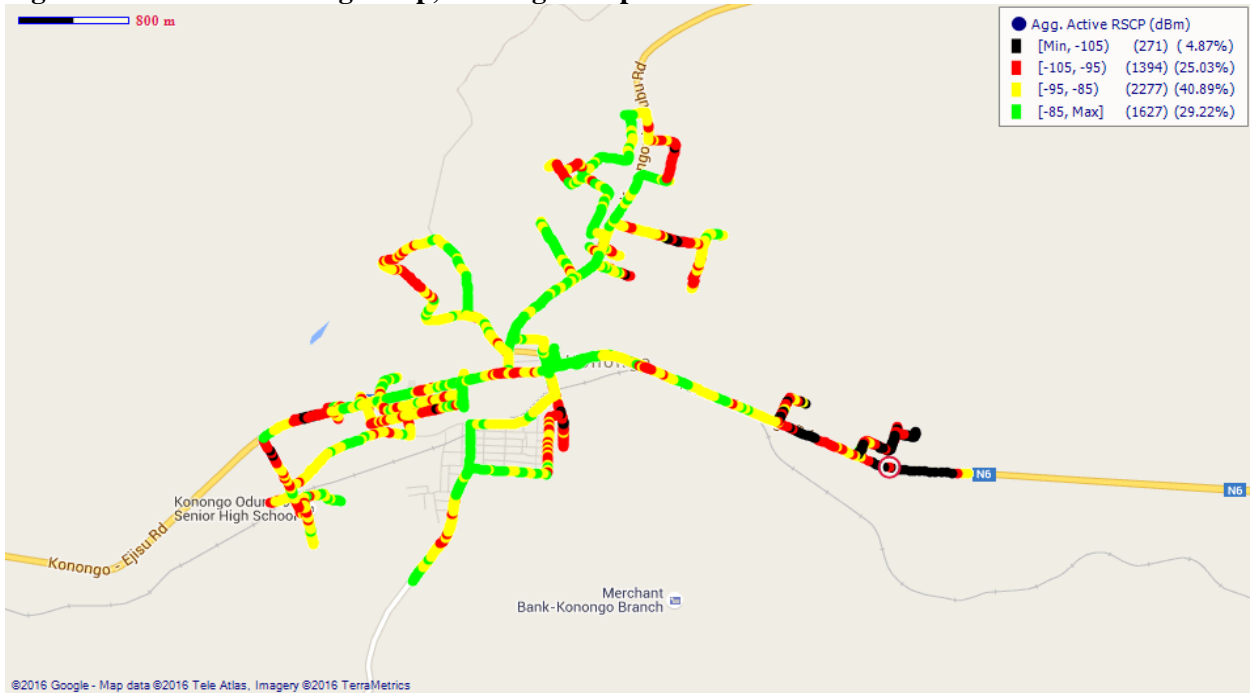 800 m
Agg. Active RSCP (dBm)
[Min, -105) (271) ( 4.87%)
[-105, -95) (1394) (25.03%)
[-95, -85) (2277) (40.89%)
[-85, Max] (1627) (29.22%)
N6
N6
Senior High School
Konongo - Ejisu Rd
Merchant
Bank-Konongo Branch
©2016 Google - Map data ©2016 Tele Atlas, Imagery ©2016 TerraMetrics